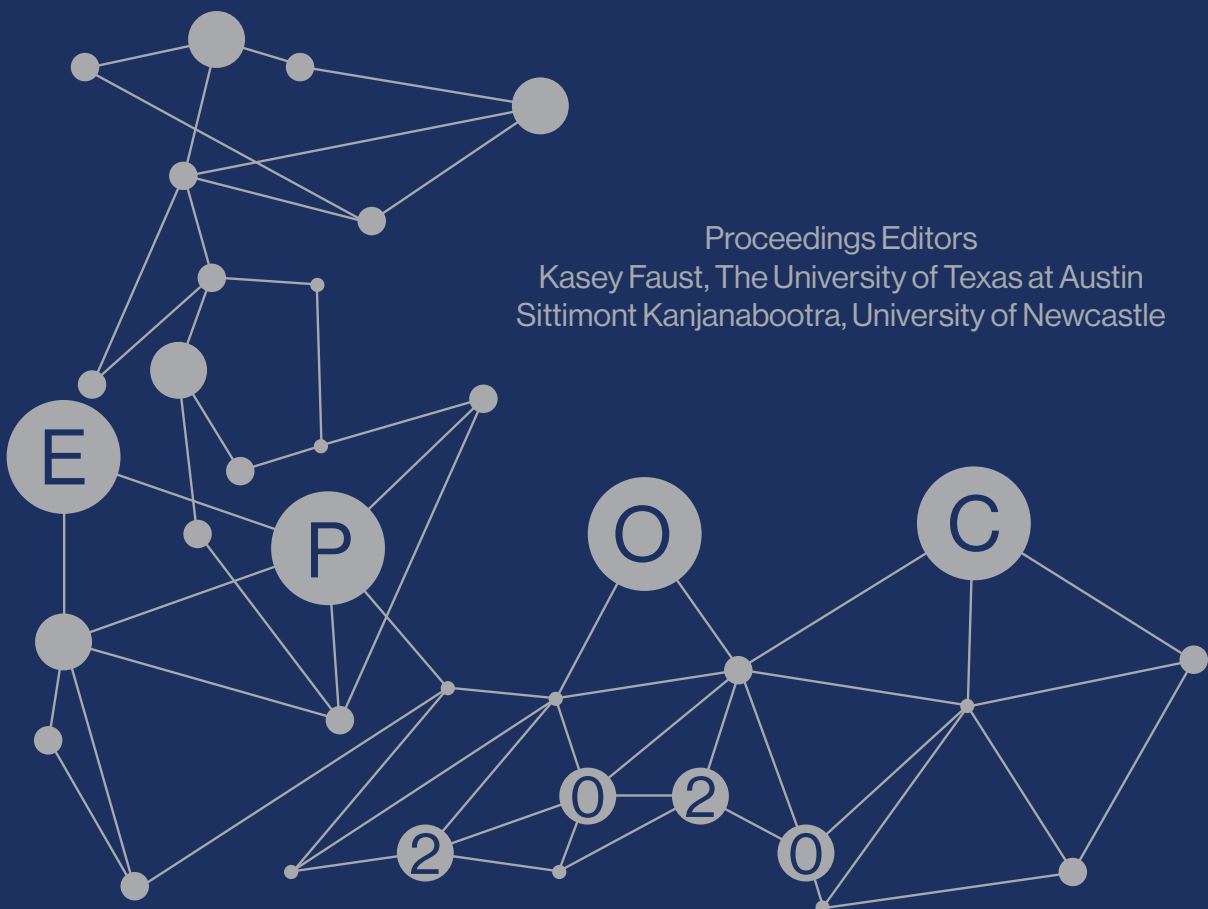 Proceedings Editors
Kasey Faust, The University of Texas at Austin
Sittimont Kanjanabootra, University of Newcastle
E P O C
2 0 2 0